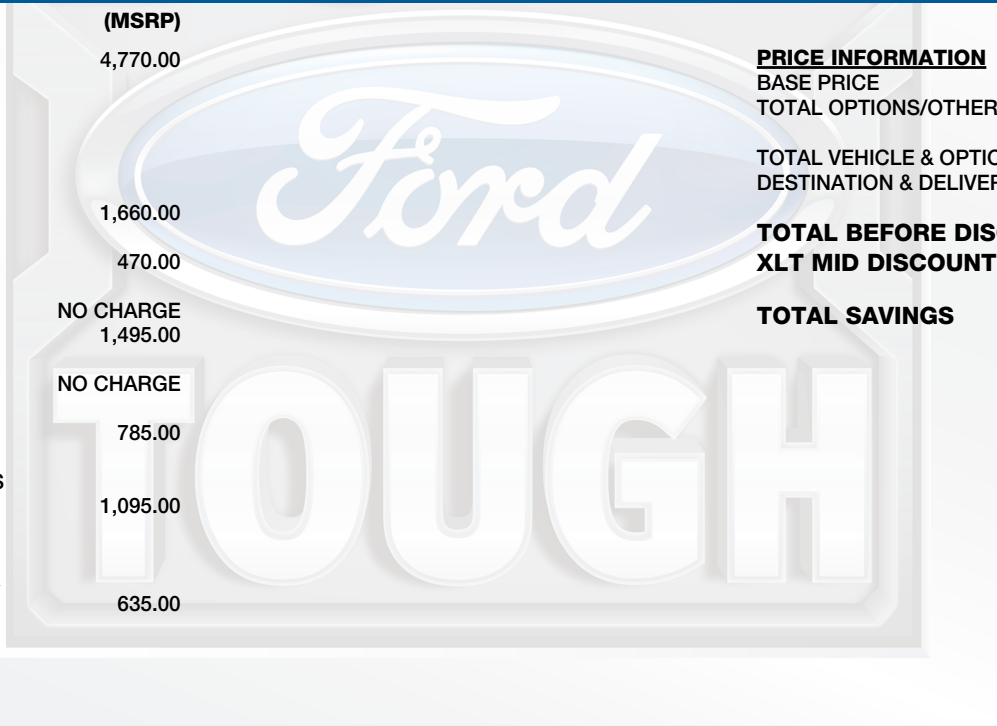 (MSRP)
4,770.00
1,660.00
470.00
NO CHARGE
1,495.00
NO CHARGE
785.00
S
1,095.00
635.00
PRICE INFORMATION
BASE PRICE
TOTAL OPTIONS/OTHER
TOTAL VEHICLE & OPTIO
DESTINATION & DELIVER
TOTAL BEFORE DIS
XLT MID DISCOUNT
TOTAL SAVINGS
Ford
TOUGH